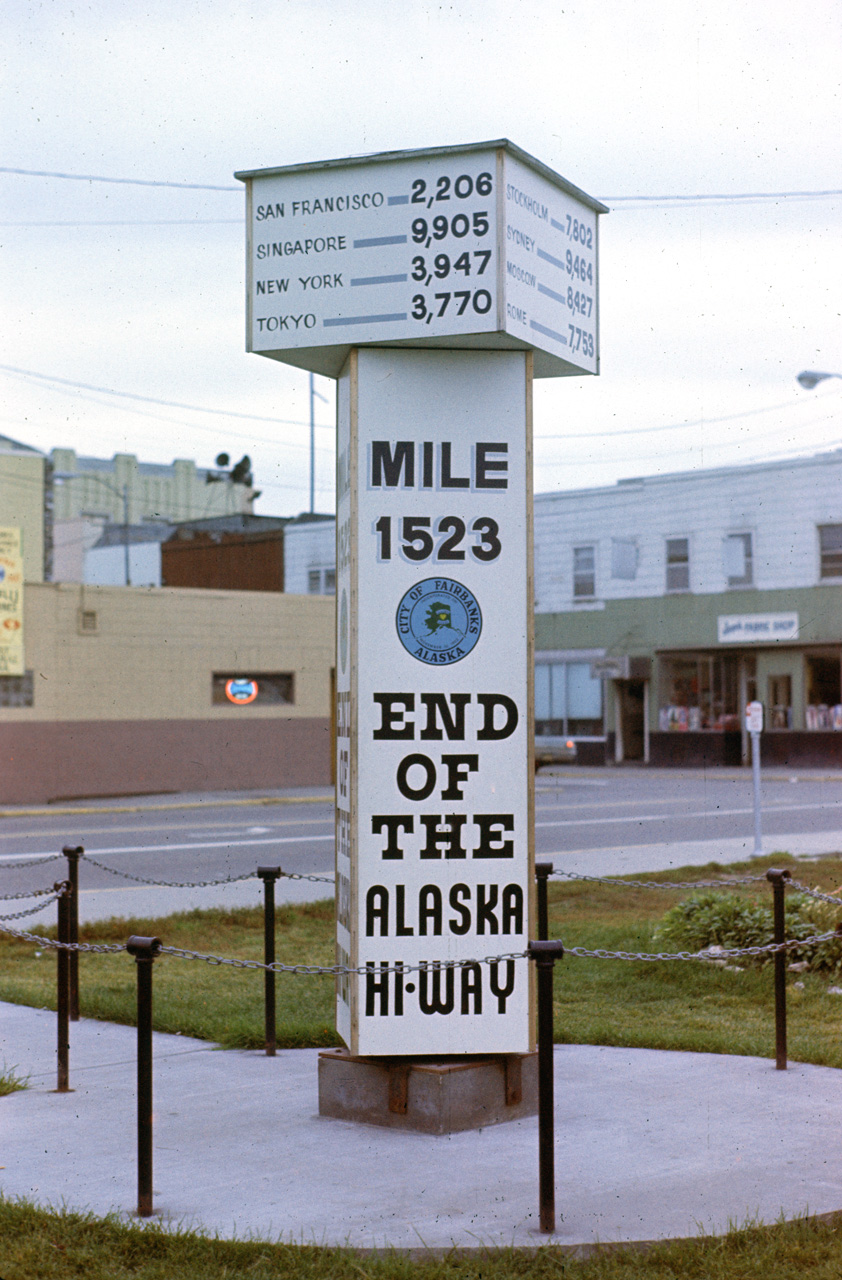 SAN FRANCISCO 2,206
SINGAPORE 9,905
NEW YORK 3,947
TOKYO 3,770
STOCKHOLM 7,802
SYDNEY 9,464
MOSCOW 8,427
ROME 7,753
MILE
1523
CITY OF FAIRBANKS
ALASKA
END
OF
THE
ALASKA
HI-WAY
FABRIC SHOP